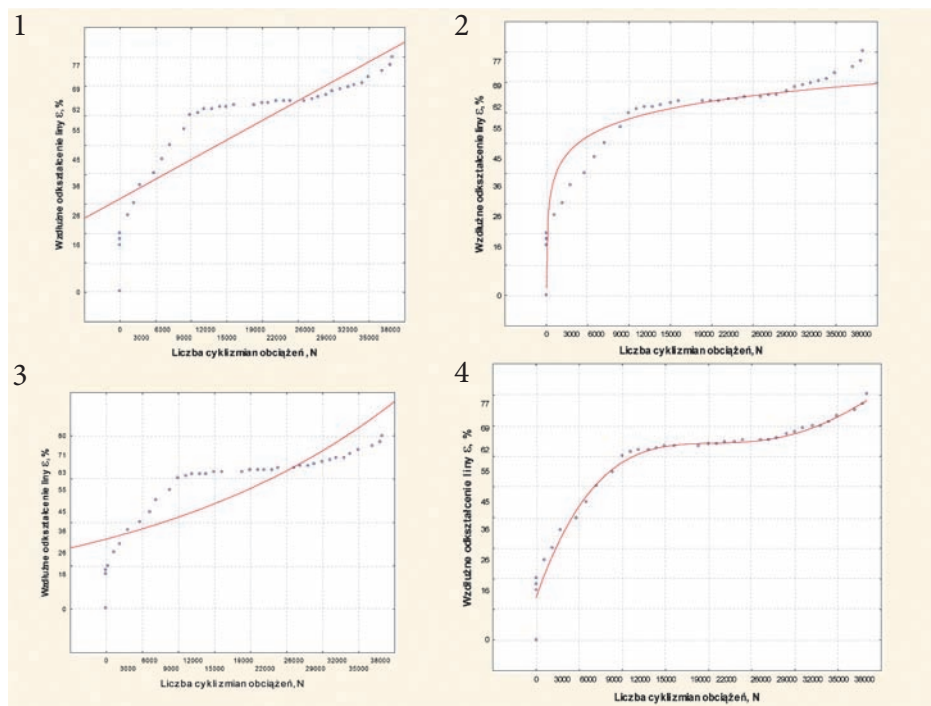 1
Wzdłużne odkształcenie liny ε, %
77
69
62
55
45
36
26
16
0
0 6000 9000 12000 15000 19000 22000 26000 32000 38000
3000 29000 35000
Liczba cyklizmian obciążeń, N
2
Wzdłużne odkształcenie liny ε, %
77
69
62
55
45
36
26
16
0
0 3000 6000 9000 12000 15000 19000 22000 26000 29000 32000 35000 38000
Liczba cyklizmian obciążeń, N
3
Wzdłużne odkształcenie liny ε, %
71
63
55
45
36
26
16
0
0 6000 9000 12000 15000 19000 22000 26000 32000 38000
3000 29000 35000
Liczba cyklizmian obciążeń, N
4
Wzdłużne odkształcenie liny ε, %
77
69
62
55
45
36
26
16
0
0 3000 6000 9000 12000 15000 19000 22000 26000 29000 32000 35000 38000
Liczba cyklizmian obciążeń, N